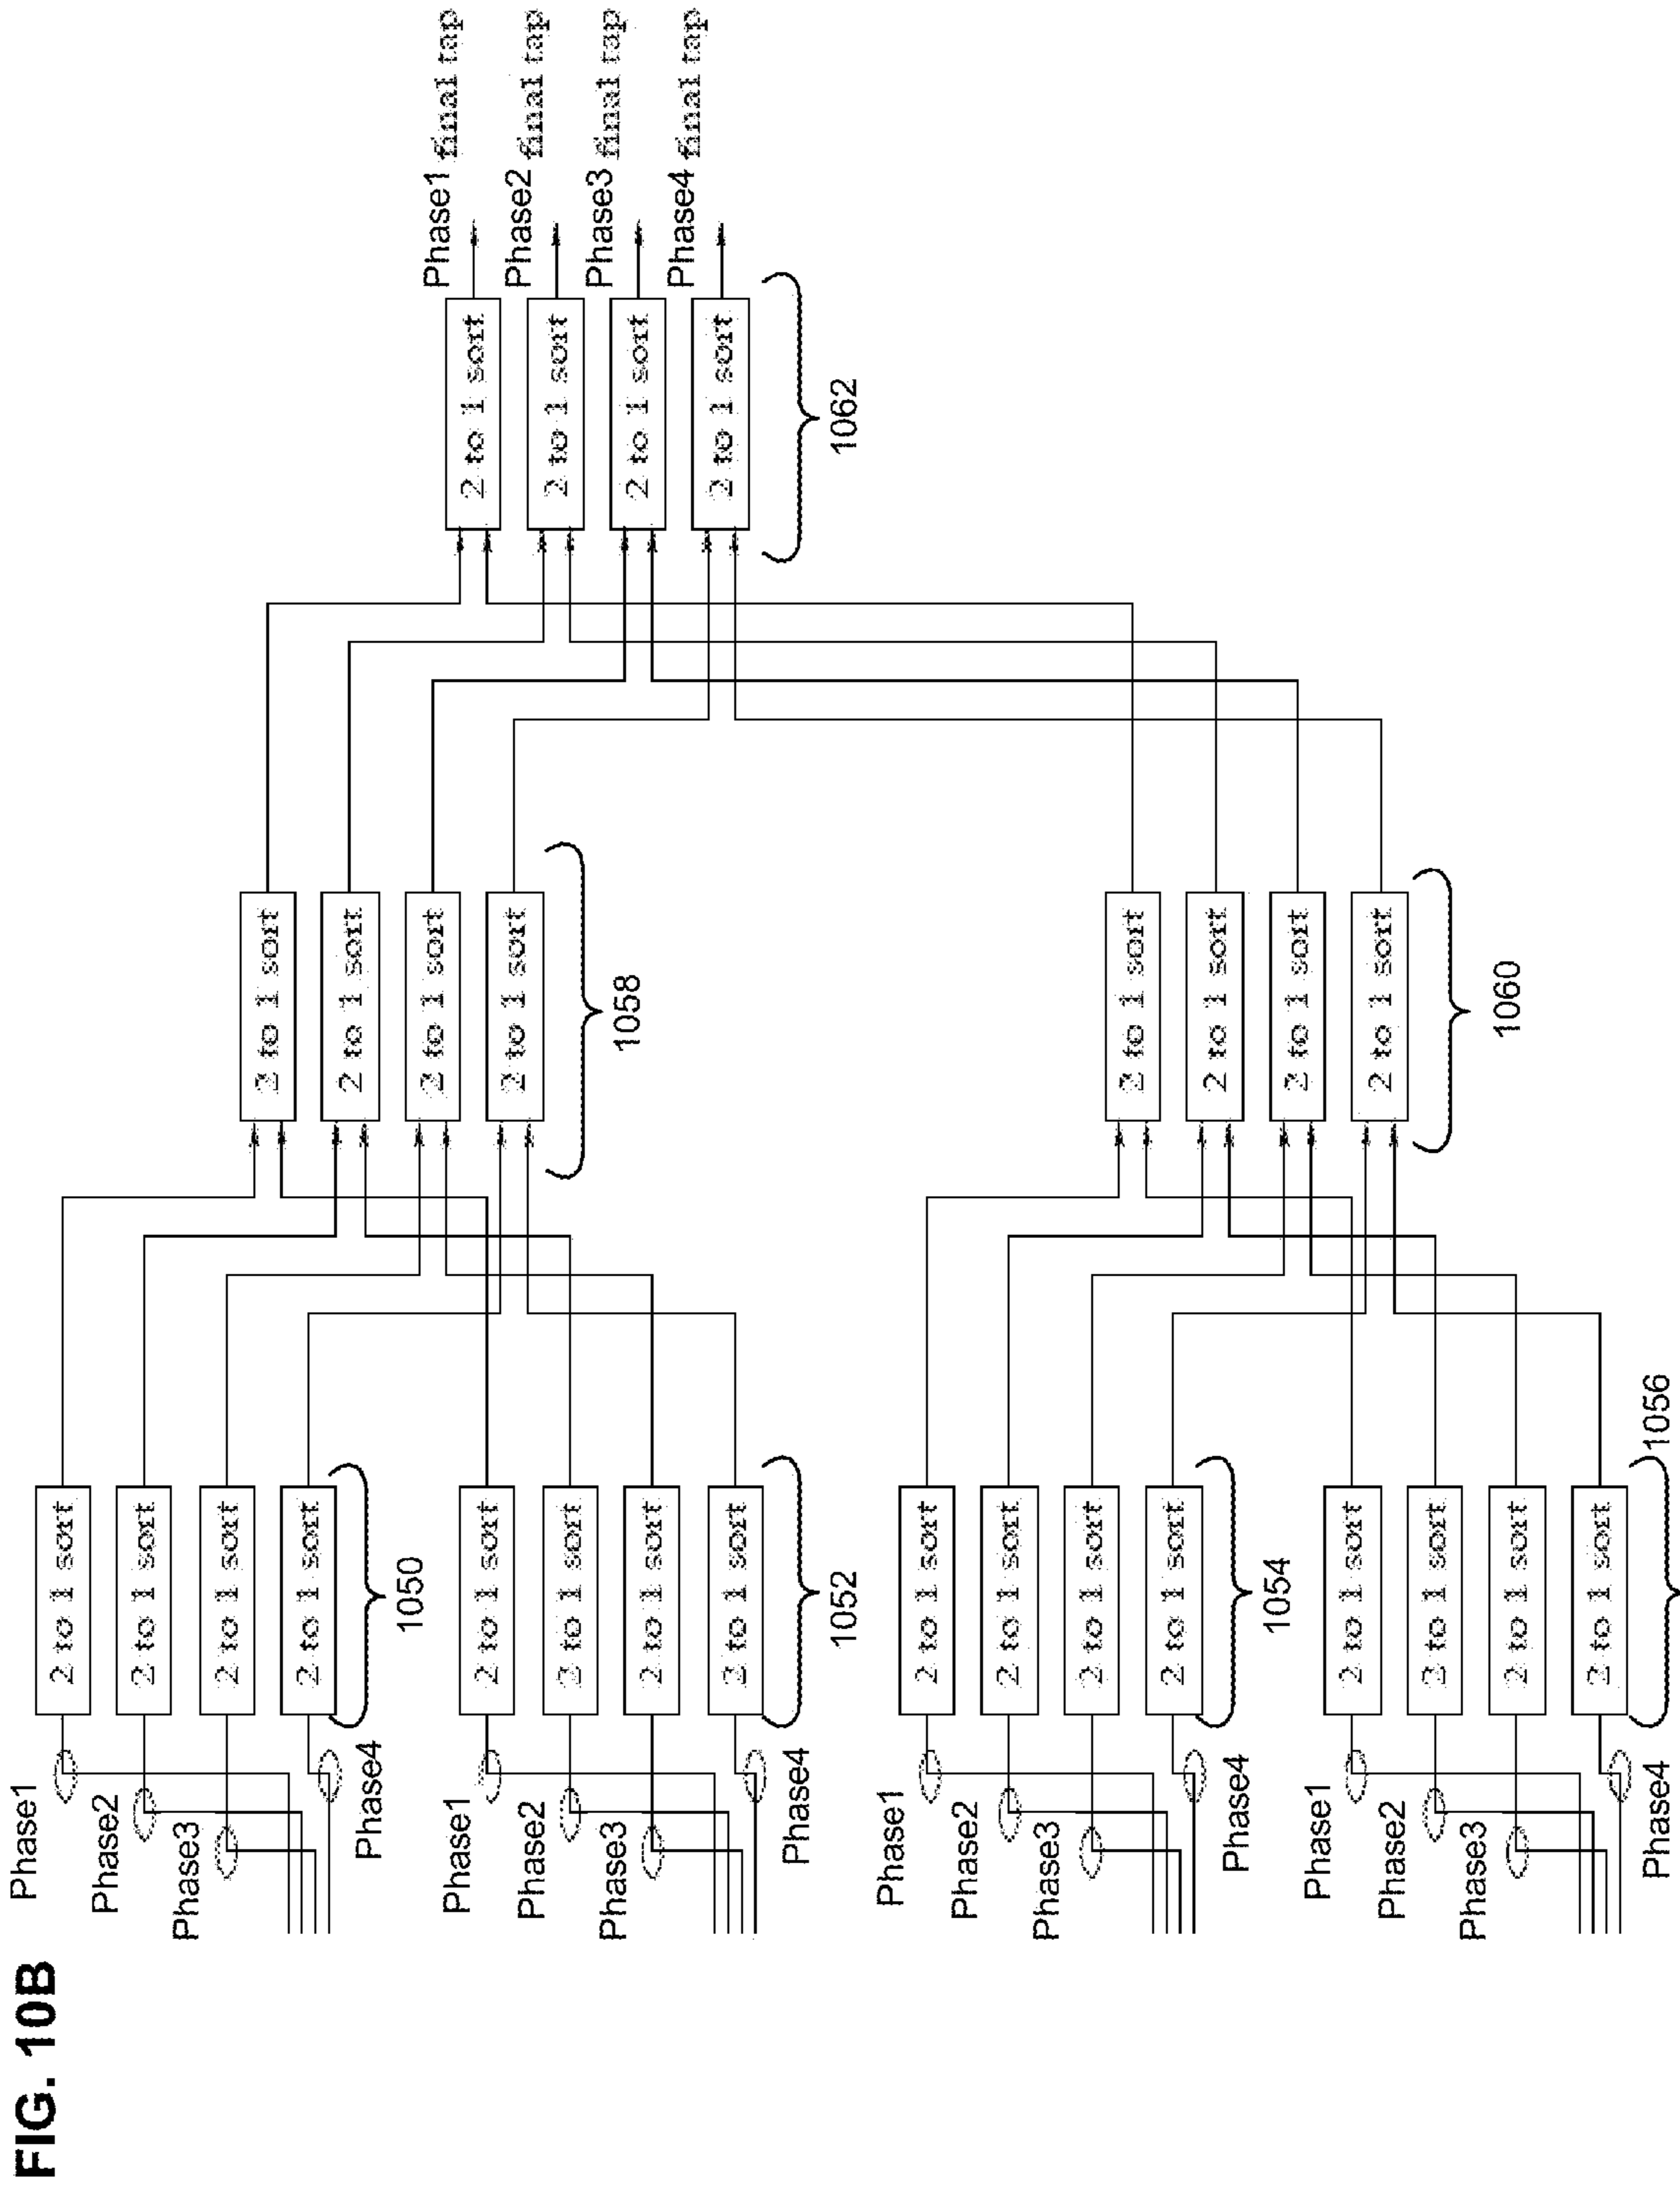 FIG. 10B
Phase1
Phase2
Phase3
Phase4
2 to 1 sort
2 to 1 sort
2 to 1 sort
2 to 1 sort
1050
Phase1
Phase2
Phase3
Phase4
2 to 1 sort
2 to 1 sort
2 to 1 sort
2 to 1 sort
1052
Phase1
Phase2
Phase3
Phase4
2 to 1 sort
2 to 1 sort
2 to 1 sort
2 to 1 sort
1054
Phase1
Phase2
Phase3
Phase4
2 to 1 sort
2 to 1 sort
2 to 1 sort
2 to 1 sort
1056
2 to 1 sort
2 to 1 sort
2 to 1 sort
2 to 1 sort
1058
2 to 1 sort
2 to 1 sort
2 to 1 sort
2 to 1 sort
1060
2 to 1 sort
2 to 1 sort
2 to 1 sort
2 to 1 sort
1062
Phase1 final tap
Phase2 final tap
Phase3 final tap
Phase4 final tap